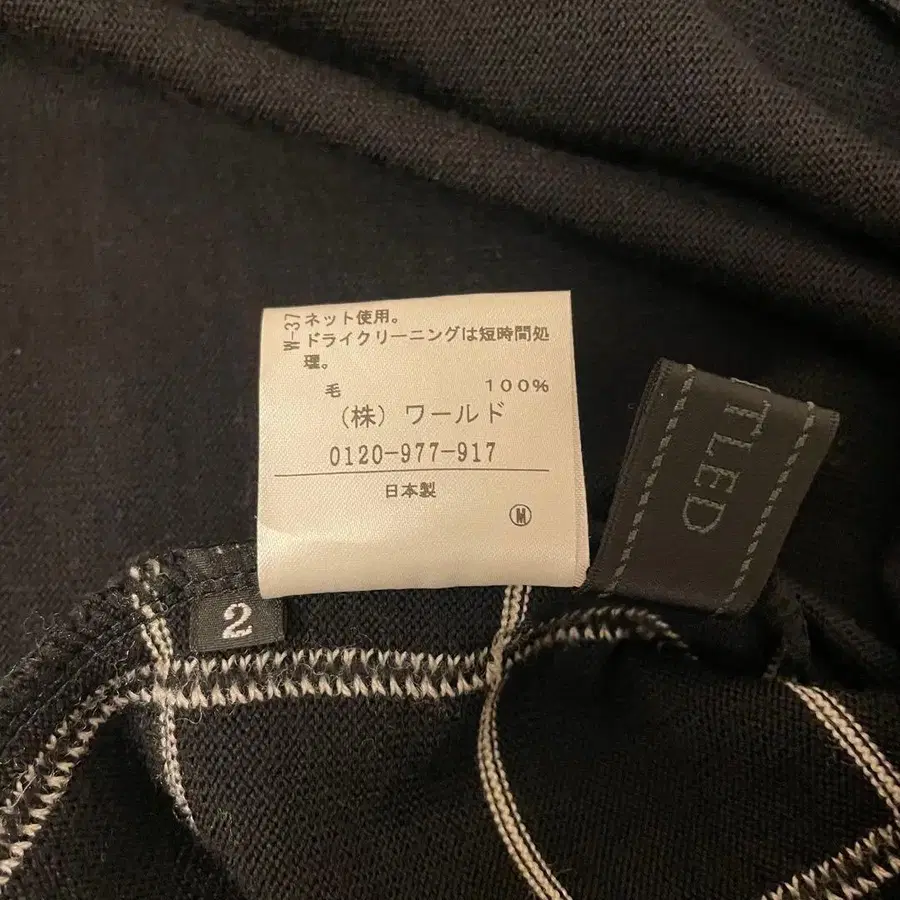 W-37
ネット使用。
ドライクリーニングは短時間処
理。
毛 100%
(株) ワールド
0120-977-917
日本製
M
TLED
2